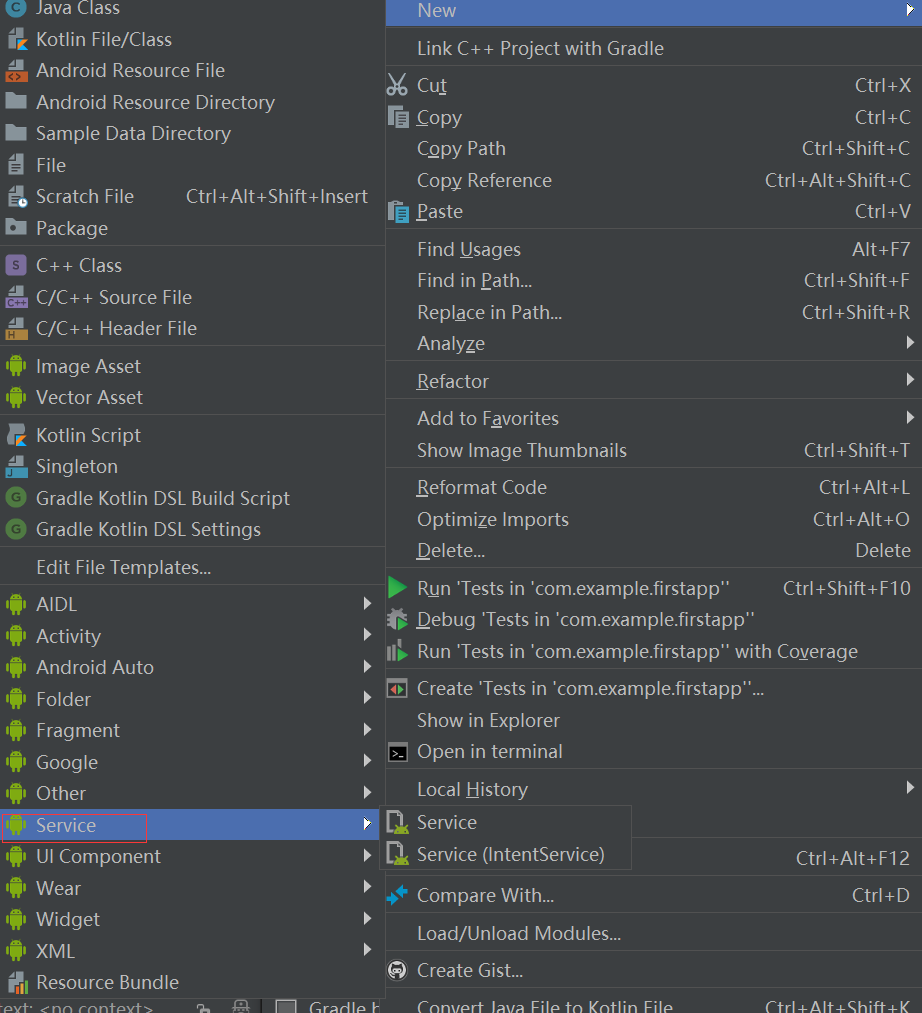 Java Class
Kotlin File/Class
Android Resource File
Android Resource Directory
Sample Data Directory
File
Scratch File Ctrl+Alt+Shift+Insert
Package
C++ Class
C/C++ Source File
C/C++ Header File
Image Asset
Vector Asset
Kotlin Script
Singleton
Gradle Kotlin DSL Build Script
Gradle Kotlin DSL Settings
Edit File Templates...
AIDL
Activity
Android Auto
Folder
Fragment
Google
Other
Service
UI Component
Wear
Widget
XML
Resource Bundle
text: <no context>
Gradle
New
Link C++ Project with Gradle
Cut Ctrl+X
Copy Ctrl+C
Copy Path Ctrl+Shift+C
Copy Reference Ctrl+Alt+Shift+C
Paste Ctrl+V
Find Usages Alt+F7
Find in Path... Ctrl+Shift+F
Replace in Path... Ctrl+Shift+R
Analyze
Refactor
Add to Favorites
Show Image Thumbnails Ctrl+Shift+T
Reformat Code Ctrl+Alt+L
Optimize Imports Ctrl+Alt+O
Delete... Delete
Run 'Tests in 'com.example.firstapp'' Ctrl+Shift+F10
Debug 'Tests in 'com.example.firstapp''
Run 'Tests in 'com.example.firstapp'' with Coverage
Create 'Tests in 'com.example.firstapp''...
Show in Explorer
Open in terminal
Local History
Service
Service (IntentService)
Ctrl+Alt+F12
Compare With... Ctrl+D
Load/Unload Modules...
Create Gist...
Convert Java File to Kotlin File Ctrl+Alt+Shift+K